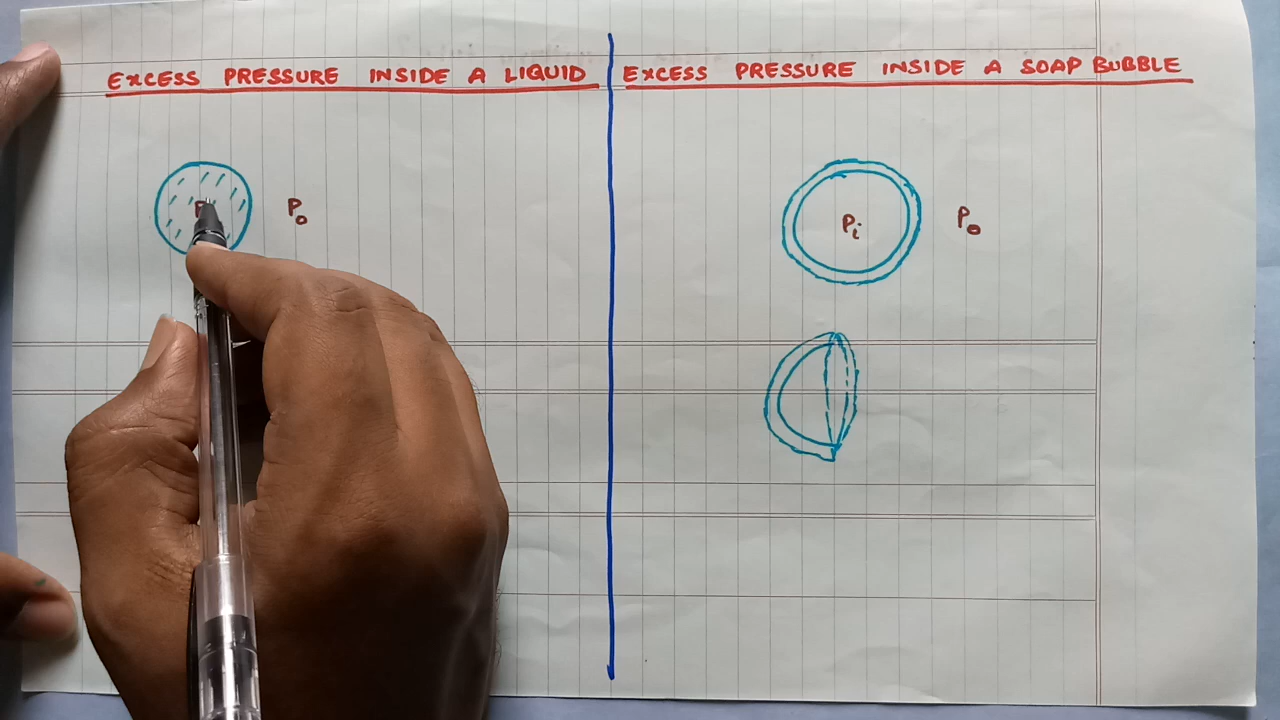 EXCESS PRESSURE INSIDE A LIQUID
P₀
EXCESS PRESSURE INSIDE A SOAP BUBBLE
Pᵢ P₀